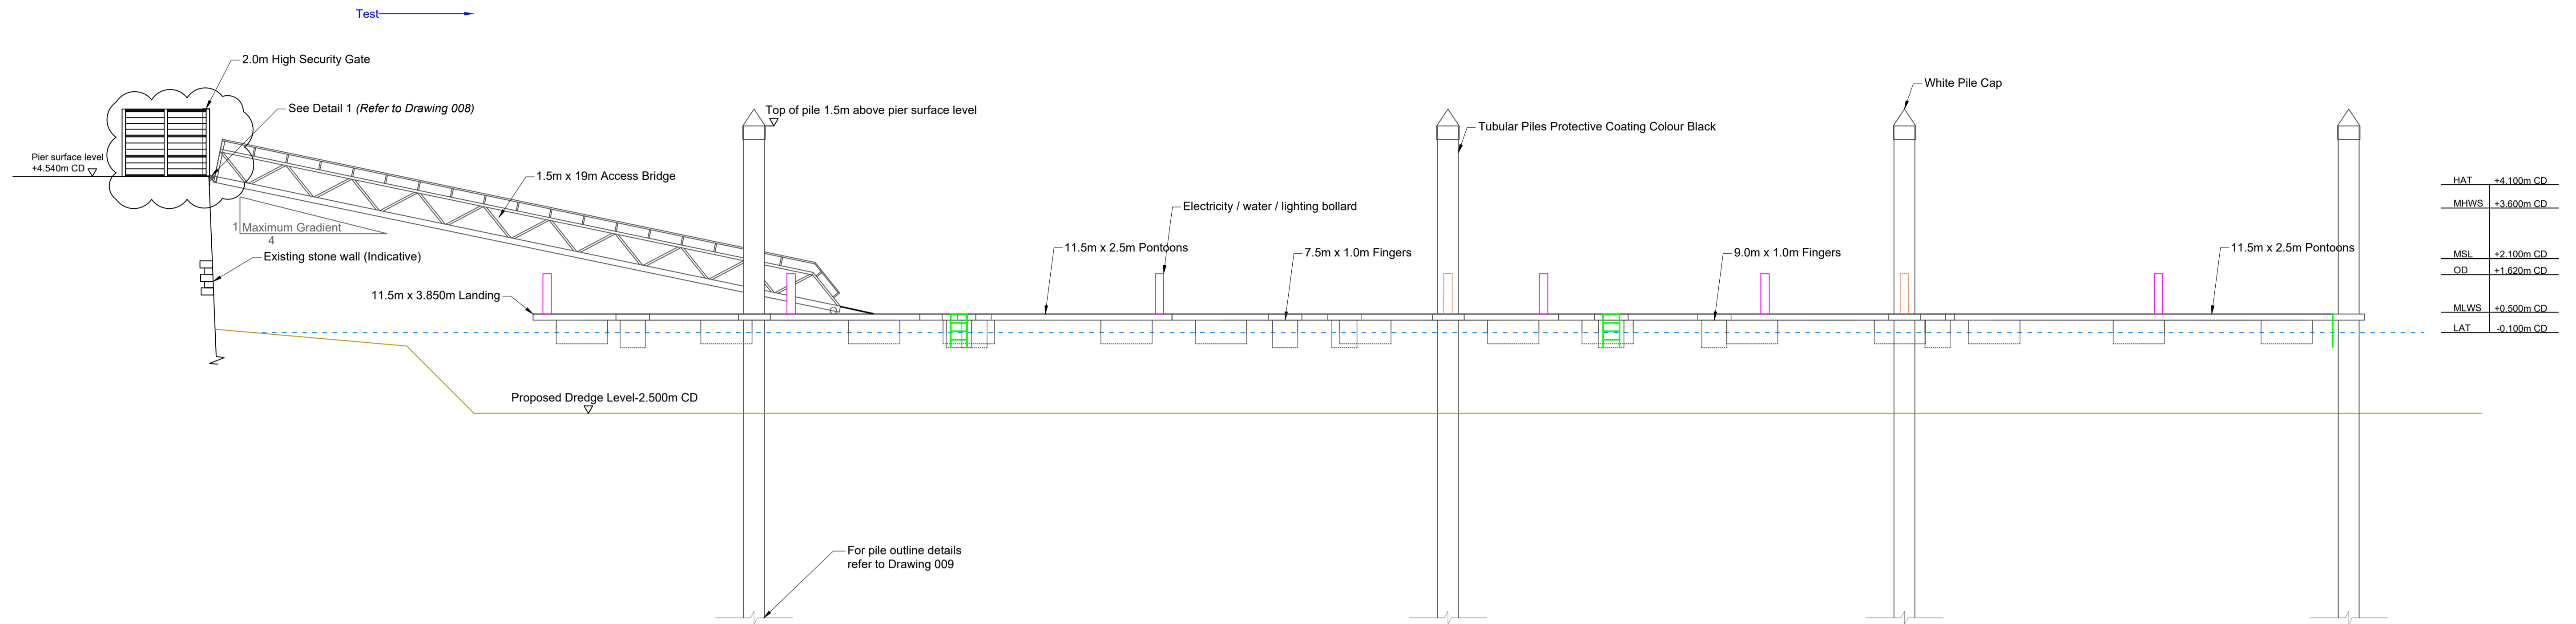 Test
2.0m High Security Gate
See Detail 1 (Refer to Drawing 008)
Pier surface level
+4.540m CD
1.5m x 19m Access Bridge
1
Maximum Gradient
4
Existing stone wall (Indicative)
11.5m x 3.850m Landing
Top of pile 1.5m above pier surface level
Electricity / water / lighting bollard
11.5m x 2.5m Pontoons
7.5m x 1.0m Fingers
Tubular Piles Protective Coating Colour Black
White Pile Cap
9.0m x 1.0m Fingers
11.5m x 2.5m Pontoons
HAT +4.100m CD
MHWS +3.600m CD
MSL +2.100m CD
OD +1.620m CD
MLWS +0.500m CD
LAT -0.100m CD
Proposed Dredge Level-2.500m CD
For pile outline details
refer to Drawing 009